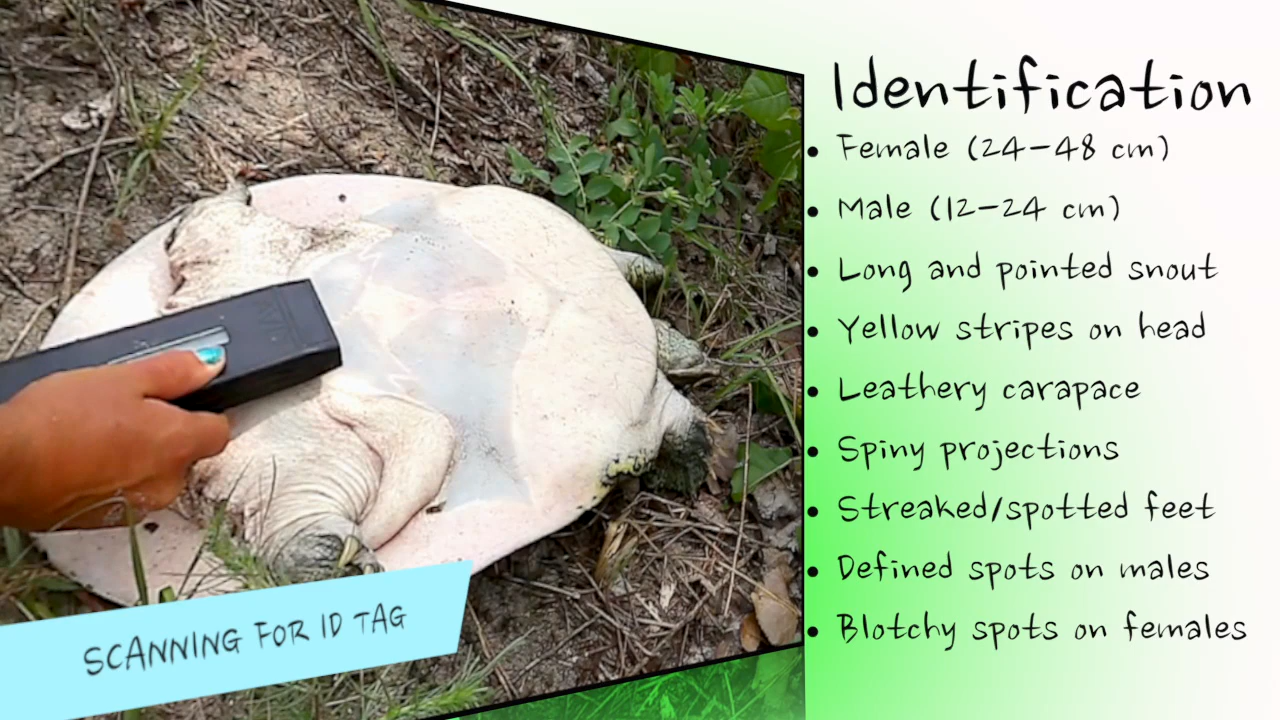 Identification
• Female (24-48 cm)
• Male (12-24 cm)
• Long and pointed snout
• Yellow stripes on head
• Leathery carapace
• Spiny projections
• Streaked/spotted feet
• Defined spots on males
• Blotchy spots on females
SCANNING FOR ID TAG